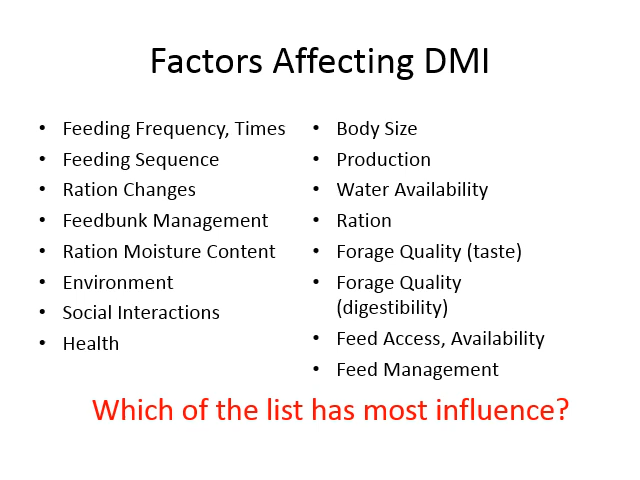 Factors Affecting DMI
• Feeding Frequency, Times
• Feeding Sequence
• Ration Changes
• Feedbunk Management
• Ration Moisture Content
• Environment
• Social Interactions
• Health
• Body Size
• Production
• Water Availability
• Ration
• Forage Quality (taste)
• Forage Quality
(digestibility)
• Feed Access, Availability
• Feed Management
Which of the list has most influence?